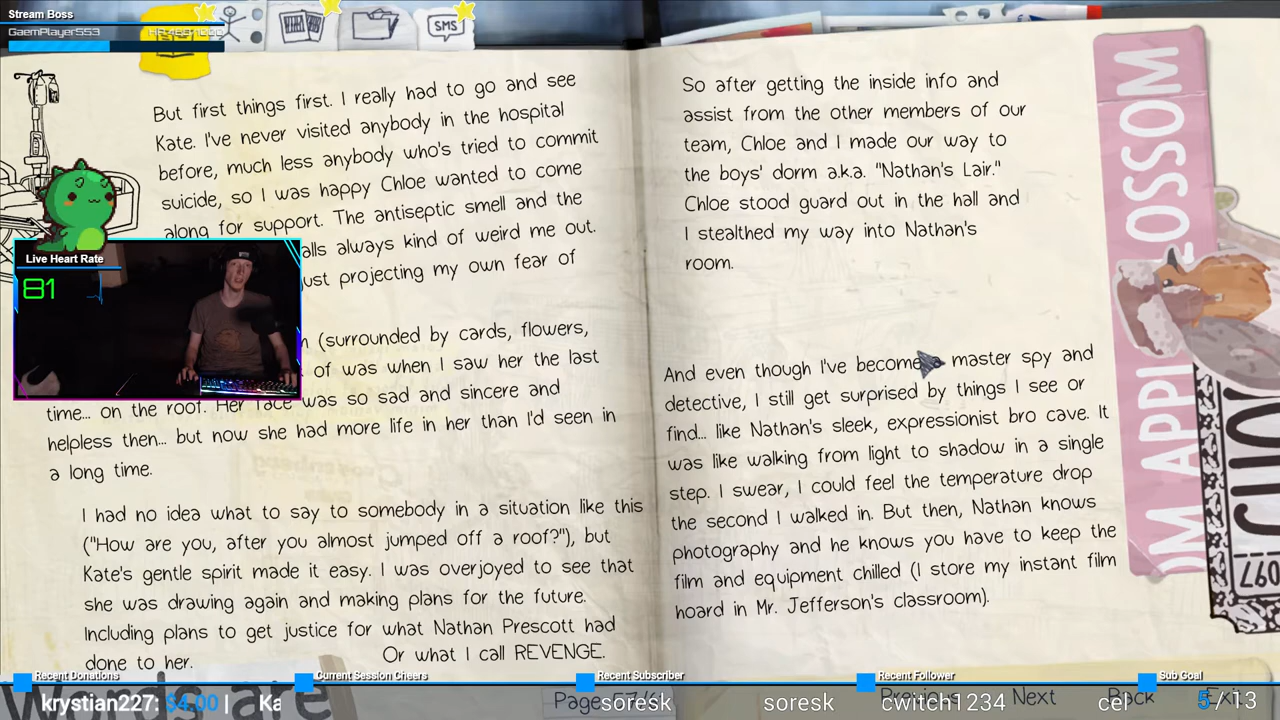 Stream Boss
GaemPlayer553
SMS
But first things first. I really had to go and see
Kate. I've never visited anybody in the hospital
before, much less anybody who's tried to commit
suicide, so I was happy Chloe wanted to come
along for support. The antiseptic smell and the
alls always kind of weird me out.
ust projecting my own fear of
(surrounded by cards, flowers,
of was when I saw her the last
time... on the roof. Her face was so sad and sincere and
helpless then... but now she had more life in her than I'd seen in
a long time.
I had no idea what to say to somebody in a situation like this
("How are you, after you almost jumped off a roof?"), but
Kate's gentle spirit made it easy. I was overjoyed to see that
she was drawing again and making plans for the future.
Including plans to get justice for what Nathan Prescott had
done to her.
Or what I call REVENGE.
Live Heart Rate
81
So after getting the inside info and
assist from the other members of our
team, Chloe and I made our way to
the boys' dorm a.k.a. "Nathan's Lair."
Chloe stood guard out in the hall and
I stealthed my way into Nathan's
room.
And even though I've become master spy and
detective, I still get surprised by things I see or
find... like Nathan's sleek, expressionist bro cave. It
was like walking from light to shadow in a single
step. I swear, I could feel the temperature drop
the second I walked in. But then, Nathan knows
photography and he knows you have to keep the
film and equipment chilled (I store my instant film
hoard in Mr. Jefferson's classroom).
OM APPL LOSSOM
Words are
Page 57/6
Previous Next Back Exit
Recent Donations
krystian227: $4.00 | Ka
Current Session Cheers
Recent Subscriber
soresk soresk
Recent Follower
cwitch1234 cel
Sub Goal
5 / 13